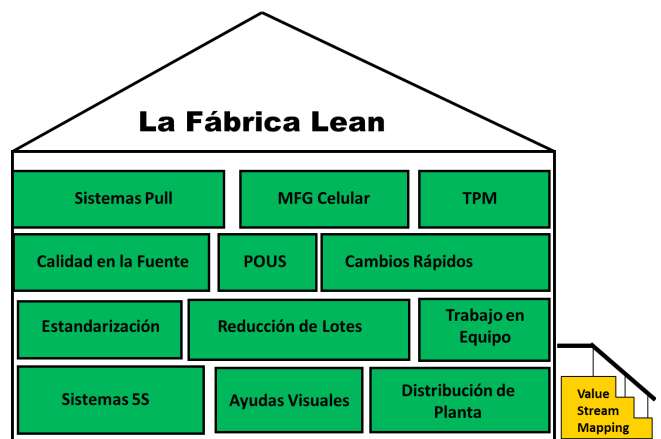 La Fábrica Lean
Sistemas Pull
MFG Celular
TPM
Calidad en la Fuente
POUS
Cambios Rápidos
Estandarización
Reducción de Lotes
Trabajo en
Equipo
Sistemas 5S
Ayudas Visuales
Distribución de
Planta
Value
Stream
Mapping